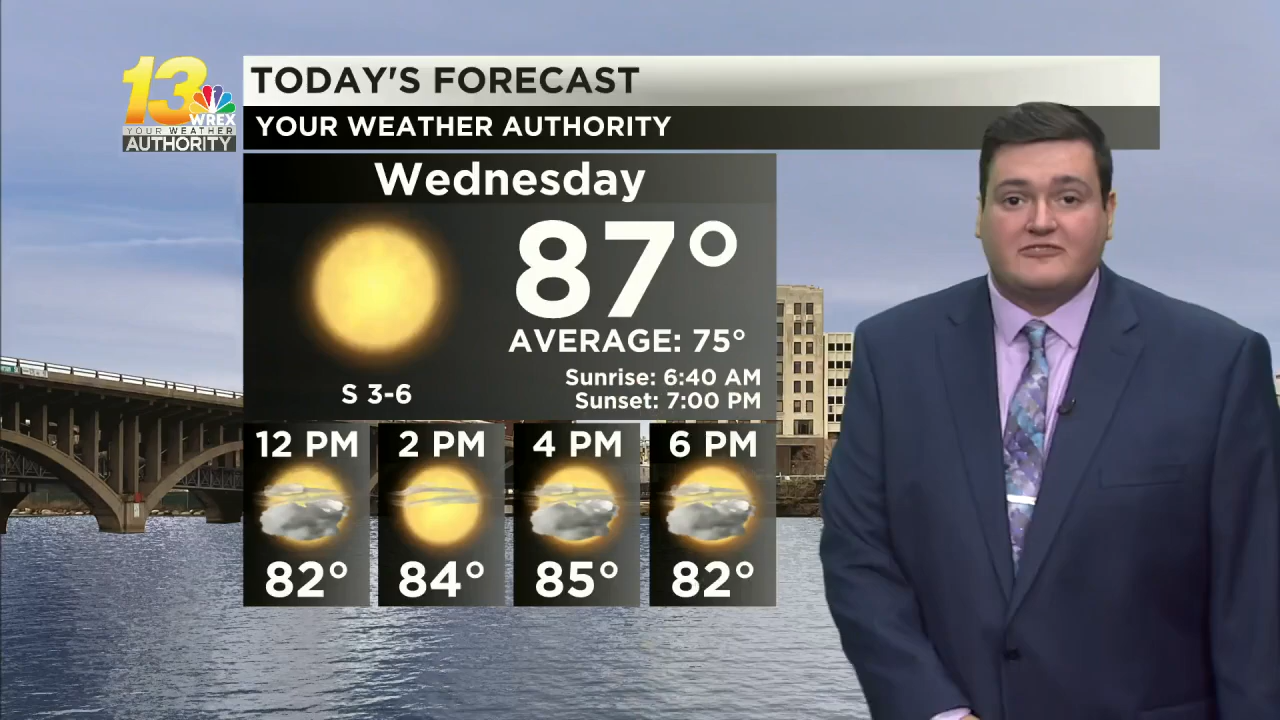 13
WREX
YOUR WEATHER
AUTHORITY
TODAY'S FORECAST
YOUR WEATHER AUTHORITY
Wednesday
87°
AVERAGE: 75°
S 3-6
Sunrise: 6:40 AM
Sunset: 7:00 PM
12 PM 2 PM 4 PM 6 PM
82° 84° 85° 82°